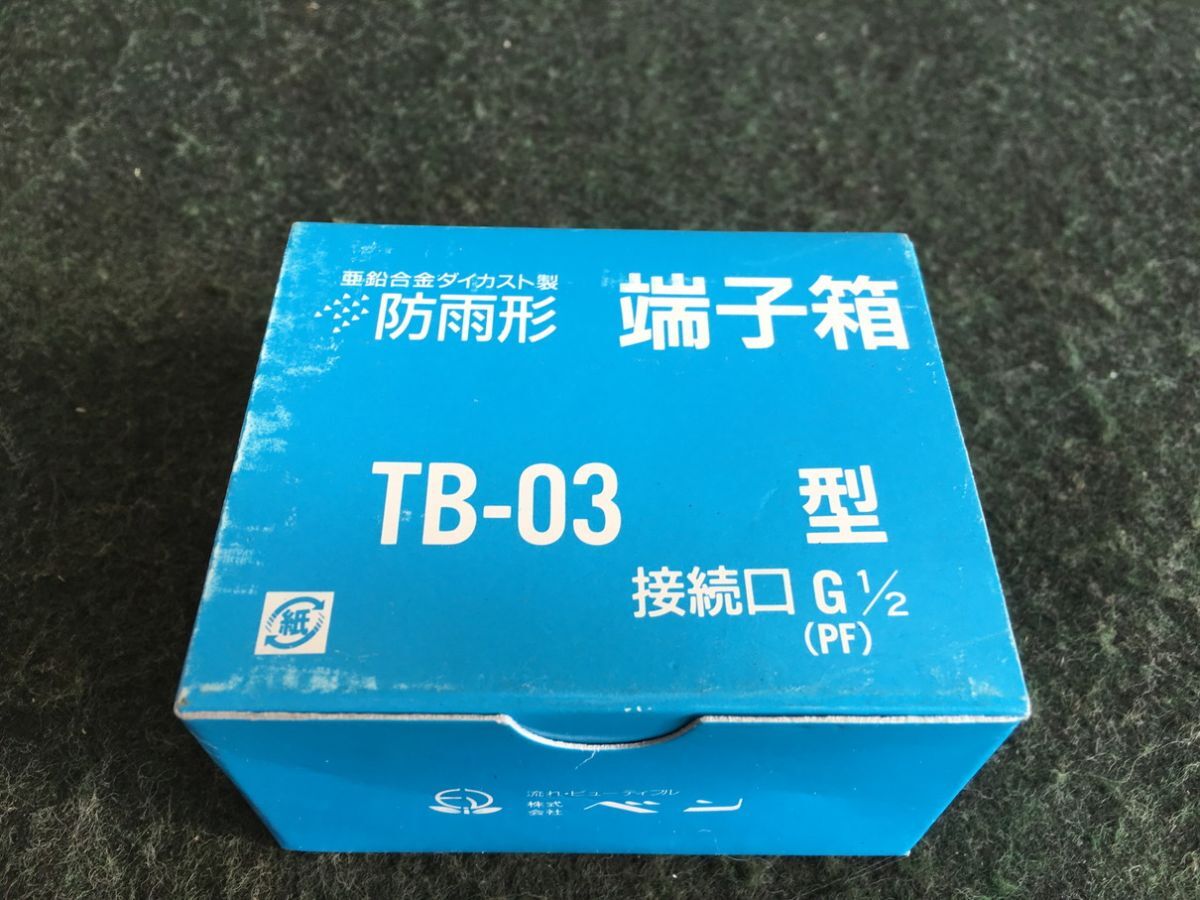 亜鉛合金ダイカスト製
防雨形 端子箱
TB-03 型
接続口 G 1/2
(PF)
紙
流れ・ビューティフル
株式会社 ベン